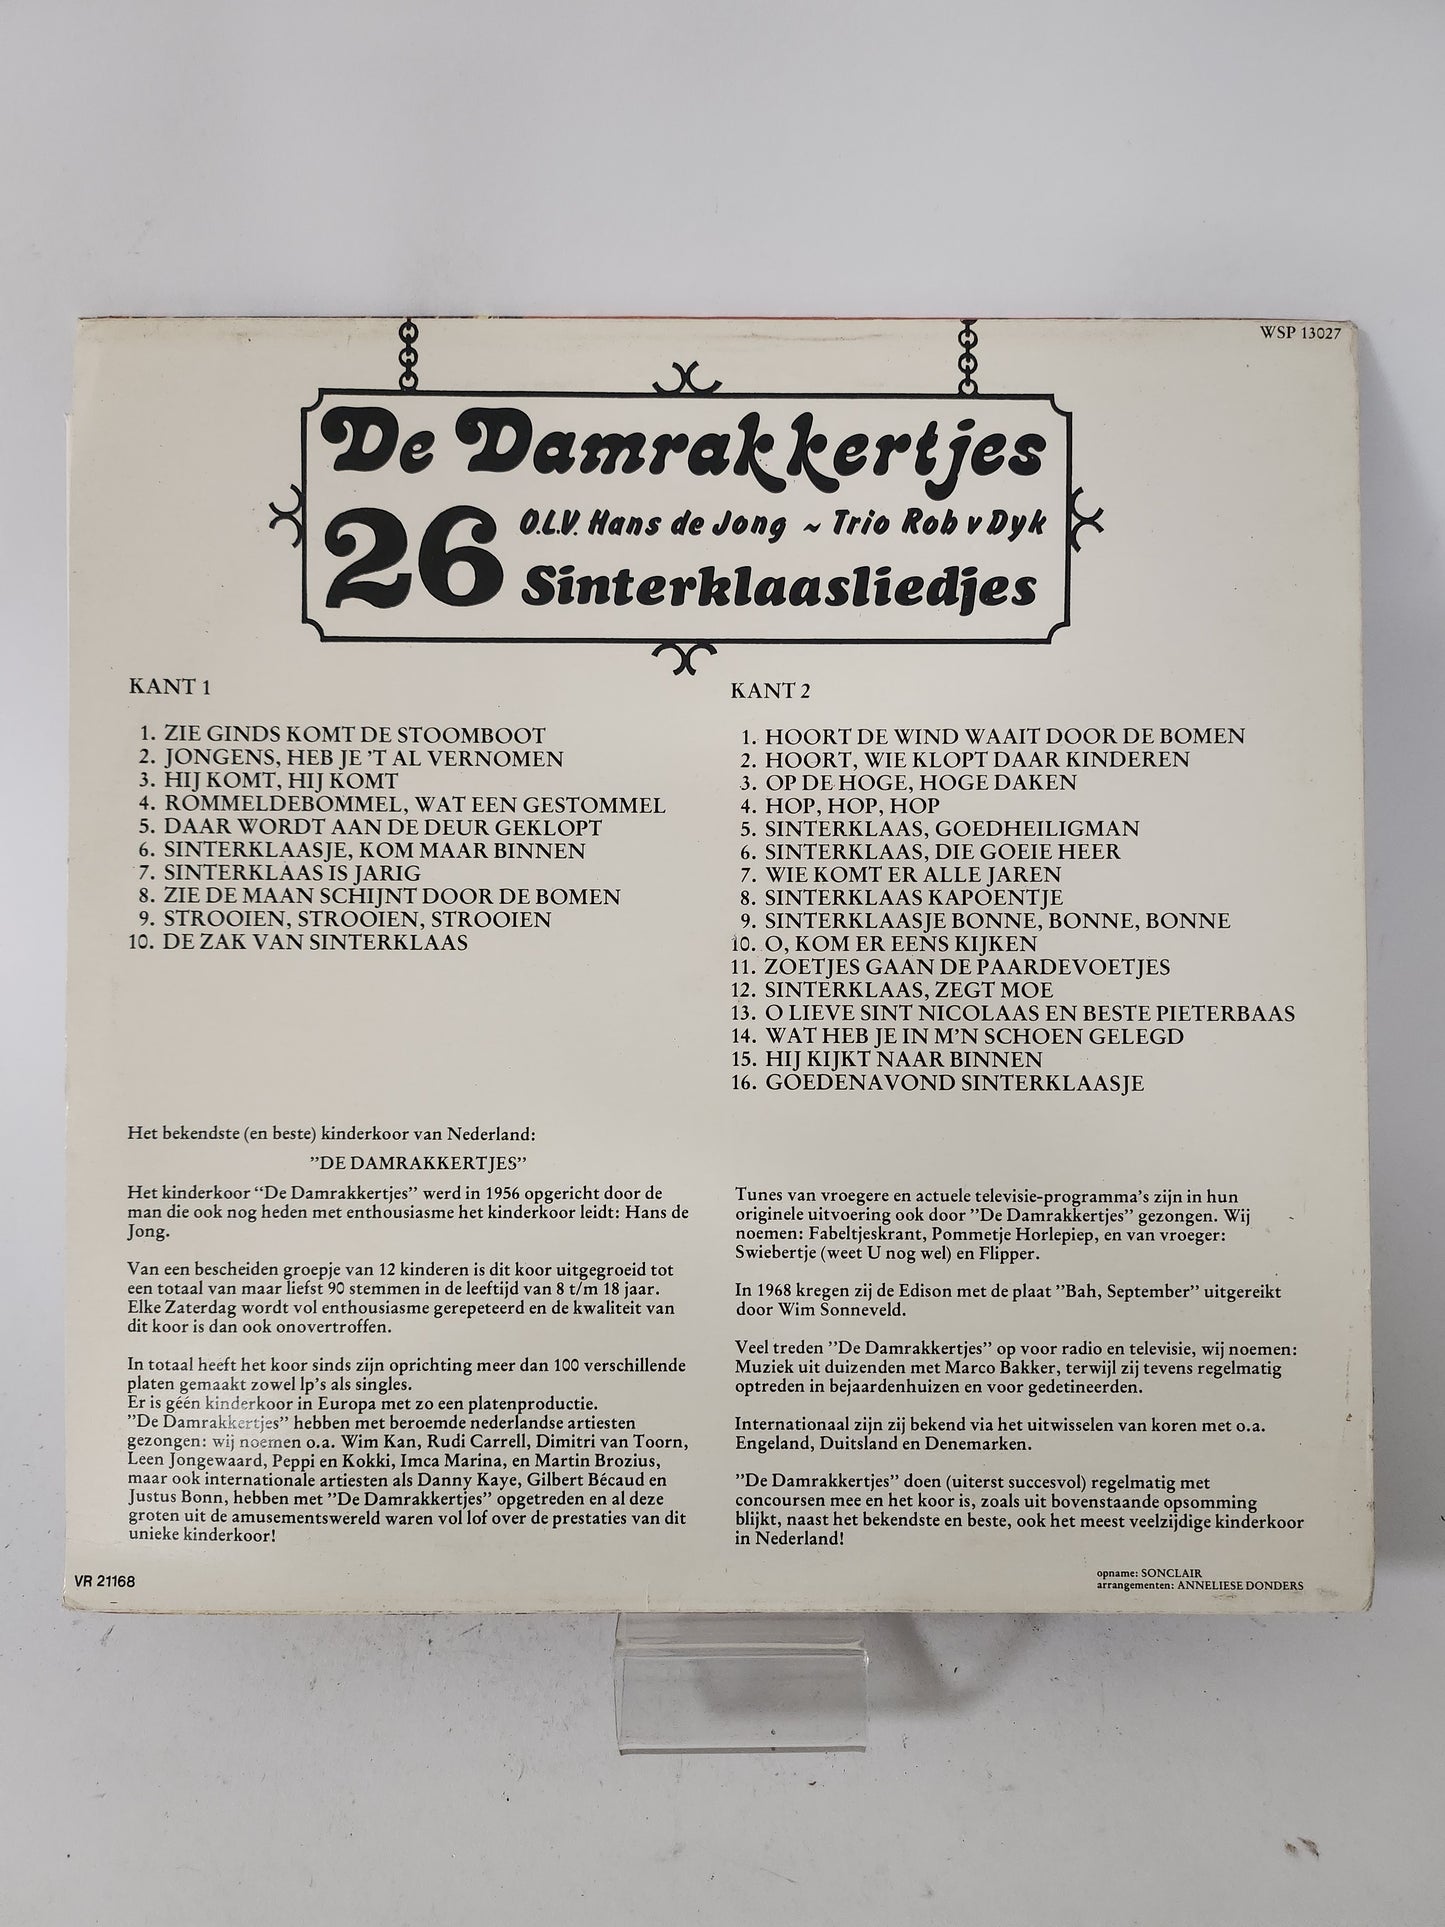 WSP 13027
De Damrakkertjes
O.L.V. Hans de Jong ~ Trio Rob v Dyk
26 Sinterklaasliedjes
KANT 1
1. ZIE GINDS KOMT DE STOOMBOOT
2. JONGENS, HEB JE 'T AL VERNOMEN
3. HIJ KOMT, HIJ KOMT
4. ROMMELDEBOMMEL, WAT EEN GESTOMMEL
5. DAAR WORDT AAN DE DEUR GEKLOPT
6. SINTERKLAASJE, KOM MAAR BINNEN
7. SINTERKLAAS IS JARIG
8. ZIE DE MAAN SCHIJNT DOOR DE BOMEN
9. STROOIEN, STROOIEN, STROOIEN
10. DE ZAK VAN SINTERKLAAS
KANT 2
1. HOORT DE WIND WAAIT DOOR DE BOMEN
2. HOORT, WIE KLOPT DAAR KINDEREN
3. OP DE HOGE, HOGE DAKEN
4. HOP, HOP, HOP
5. SINTERKLAAS, GOEDHEILIGMAN
6. SINTERKLAAS, DIE GOEIE HEER
7. WIE KOMT ER ALLE JAREN
8. SINTERKLAAS KAPOENTJE
9. SINTERKLAASJE BONNE, BONNE, BONNE
10. O, KOM ER EENS KIJKEN
11. ZOETJES GAAN DE PAARDEVOETJES
12. SINTERKLAAS, ZEGT MOE
13. O LIEVE SINT NICOLAAS EN BESTE PIETERBAAS
14. WAT HEB JE IN M'N SCHOEN GELEGD
15. HIJ KIJKT NAAR BINNEN
16. GOEDENAVOND SINTERKLAASJE
Het bekendste (en beste) kinderkoor van Nederland:
"DE DAMRAKKERTJES"
Het kinderkoor "De Damrakkertjes" werd in 1956 opgericht door de
man die ook nog heden met enthousiasme het kinderkoor leidt: Hans de
Jong.
Van een bescheiden groepje van 12 kinderen is dit koor uitgegroeid tot
een totaal van maar liefst 90 stemmen in de leeftijd van 8 t/m 18 jaar.
Elke Zaterdag wordt vol enthousiasme gerepeteerd en de kwaliteit van
dit koor is dan ook onovertroffen.
In totaal heeft het koor sinds zijn oprichting meer dan 100 verschillende
platen gemaakt zowel lp's als singles.
Er is géén kinderkoor in Europa met zo een platenproductie.
"De Damrakkertjes" hebben met beroemde nederlandse artiesten
gezongen: wij noemen o.a. Wim Kan, Rudi Carrell, Dimitri van Toorn,
Leen Jongewaard, Peppi en Kokki, Imca Marina, en Martin Brozius,
maar ook internationale artiesten als Danny Kaye, Gilbert Bécaud en
Justus Bonn, hebben met "De Damrakkertjes" opgetreden en al deze
groten uit de amusementswereld waren vol lof over de prestaties van dit
unieke kinderkoor!
Tunes van vroegere en actuele televisie-programma's zijn in hun
originele uitvoering ook door "De Damrakkertjes" gezongen. Wij
noemen: Fabeltjeskrant, Pommetje Horlepiep, en van vroeger:
Swiebertje (weet U nog wel) en Flipper.
In 1968 kregen zij de Edison met de plaat "Bah, September" uitgereikt
door Wim Sonneveld.
Veel treden "De Damrakkertjes" op voor radio en televisie, wij noemen:
Muziek uit duizenden met Marco Bakker, terwijl zij tevens regelmatig
optreden in bejaardenhuizen en voor gedetineerden.
Internationaal zijn zij bekend via het uitwisselen van koren met o.a.
Engeland, Duitsland en Denemarken.
"De Damrakkertjes" doen (uiterst succesvol) regelmatig met
concoursen mee en het koor is, zoals uit bovenstaande opsomming
blijkt, naast het bekendste en beste, ook het meest veelzijdige kinderkoor
in Nederland!
opname: SONCLAIR
arrangementen: ANNELIESE DONDERS
VR 21168